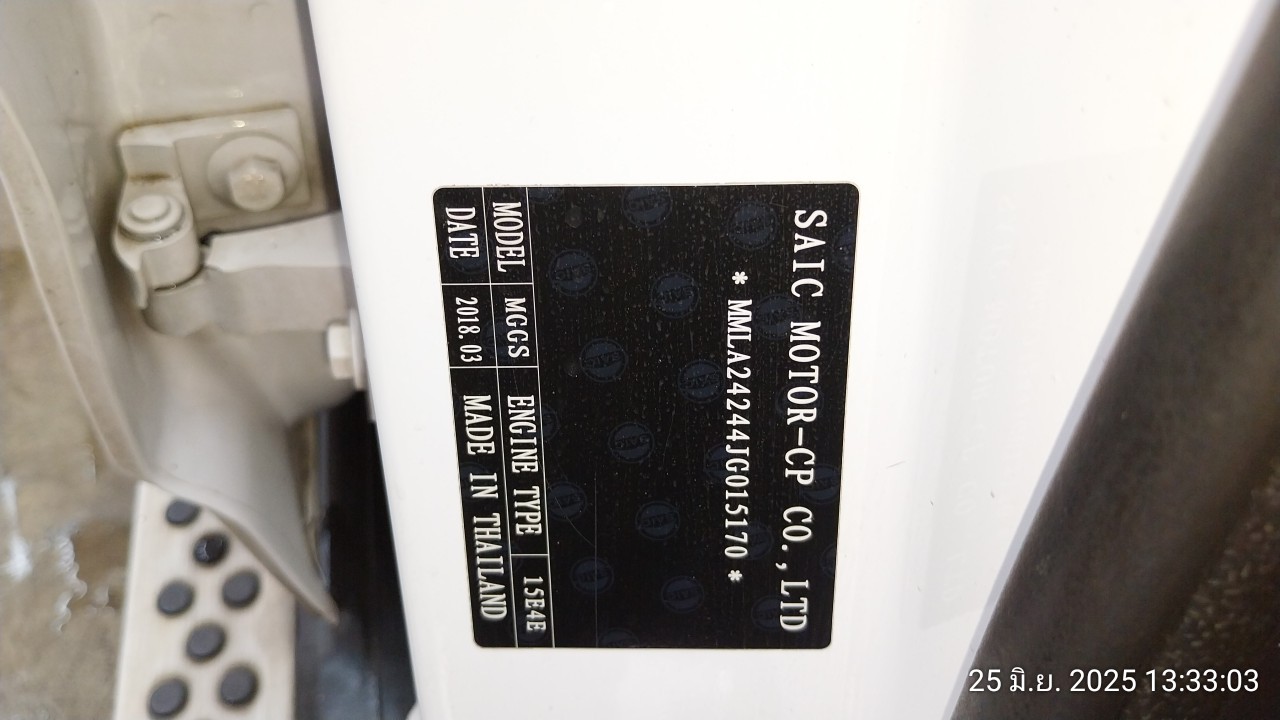 SAIC MOTOR-CP CO.,LTD
* MMLA24244JG015170 *
MODEL MGGS ENGINE TYPE 15E4E
DATE 2018.03 MADE IN THAILAND
25 มิ.ย. 2025 13:33:03